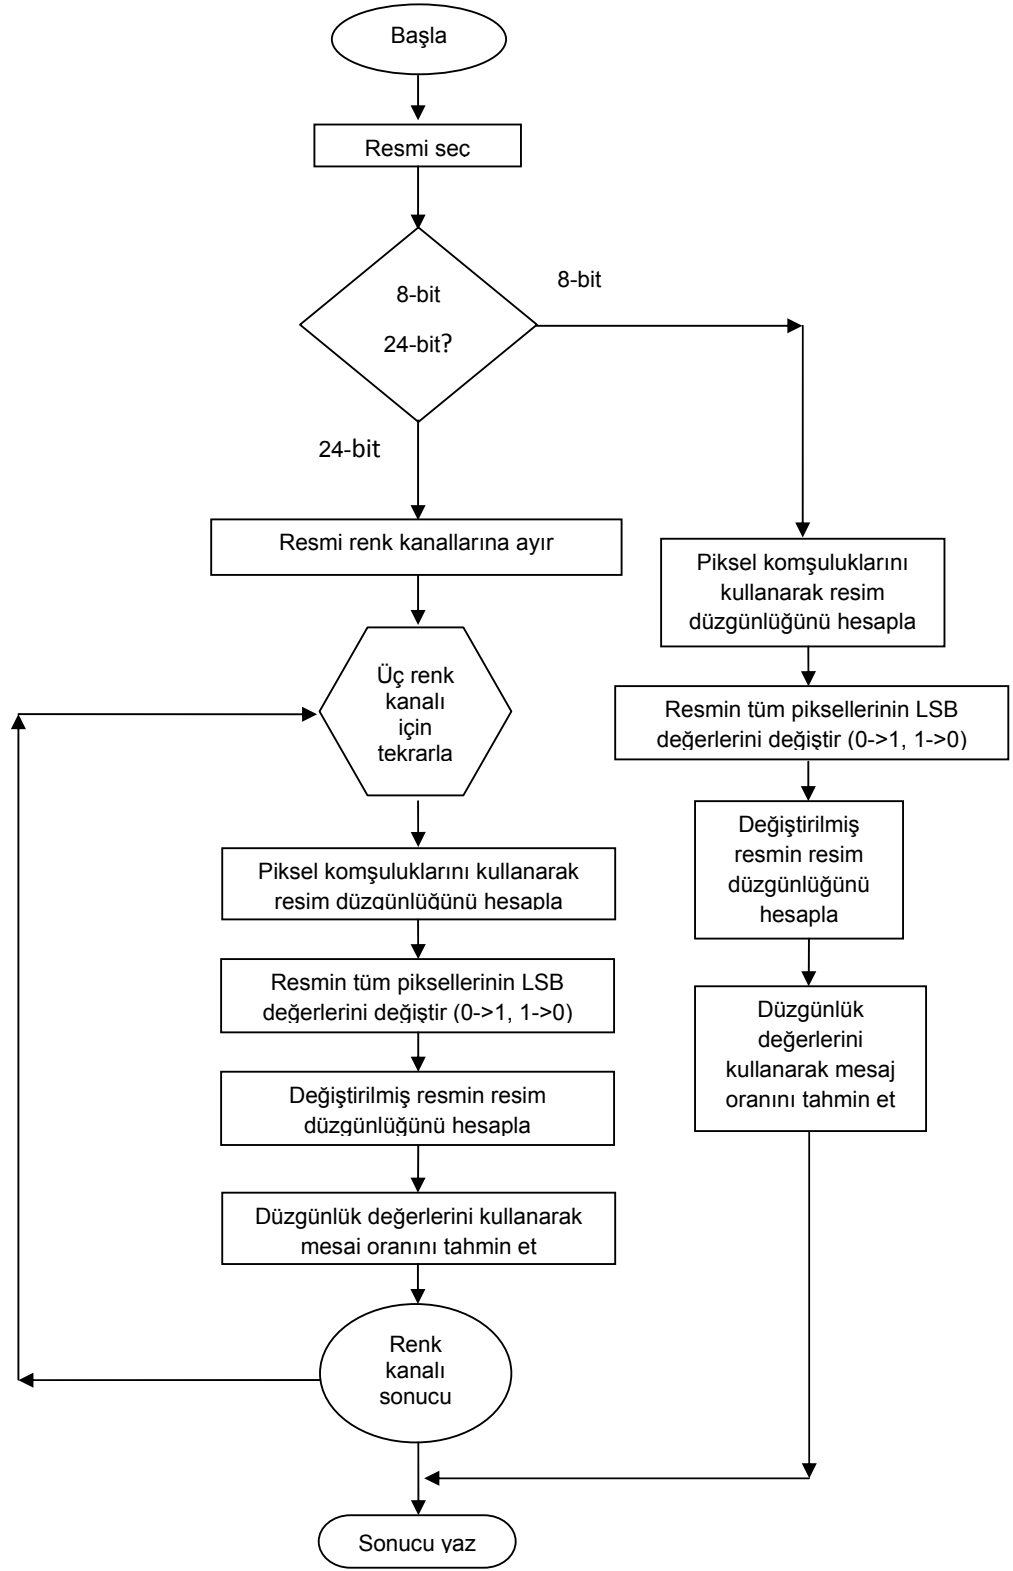 Başla
Resmi sec
8-bit
24-bit?
8-bit
24-bit
Resmi renk kanallarına ayır
Üç renk
kanalı
için
tekrarla
Piksel komşuluklarını kullanarak
resim düzgünlüğünü hesapla
Resmin tüm piksellerinin LSB
değerlerini değiştir (0->1, 1->0)
Değiştirilmiş resmin resim
düzgünlüğünü hesapla
Düzgünlük değerlerini kullanarak
mesai oranını tahmin et
Renk
kanalı
sonucu
Piksel komşuluklarını
kullanarak resim
düzgünlüğünü hesapla
Resmin tüm piksellerinin LSB
değerlerini değiştir (0->1, 1->0)
Değiştirilmiş
resmin resim
düzgünlüğünü
hesapla
Düzgünlük
değerlerini
kullanarak mesaj
oranını tahmin et
Sonucu yaz